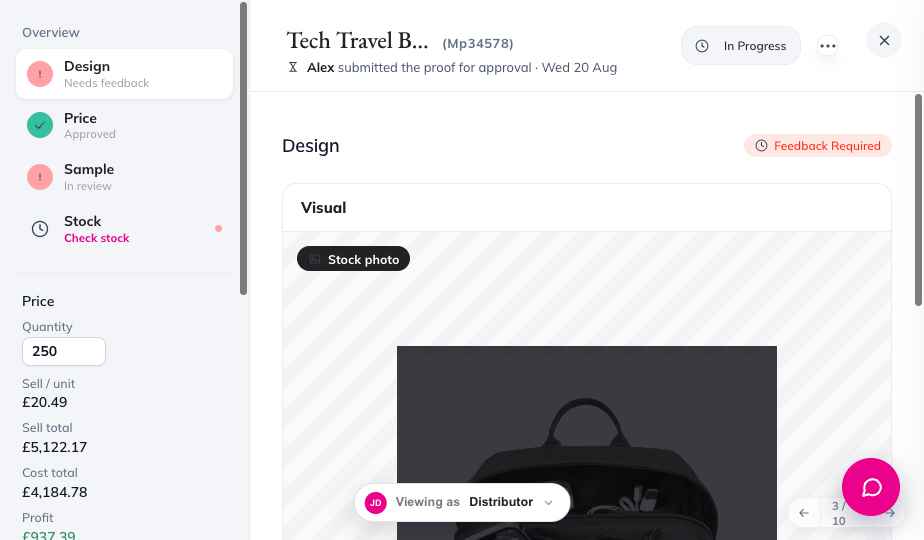 Overview
Design
Needs feedback
Price
Approved
Sample
In review
Stock
Check stock
Price
Quantity
250
Sell / unit
£20.49
Sell total
£5,122.17
Cost total
£4,184.78
Profit
£937.39
Tech Travel B... (Mp34578)
Alex submitted the proof for approval · Wed 20 Aug
In Progress
Design
Feedback Required
Visual
Stock photo
JD Viewing as Distributor
3 /
10